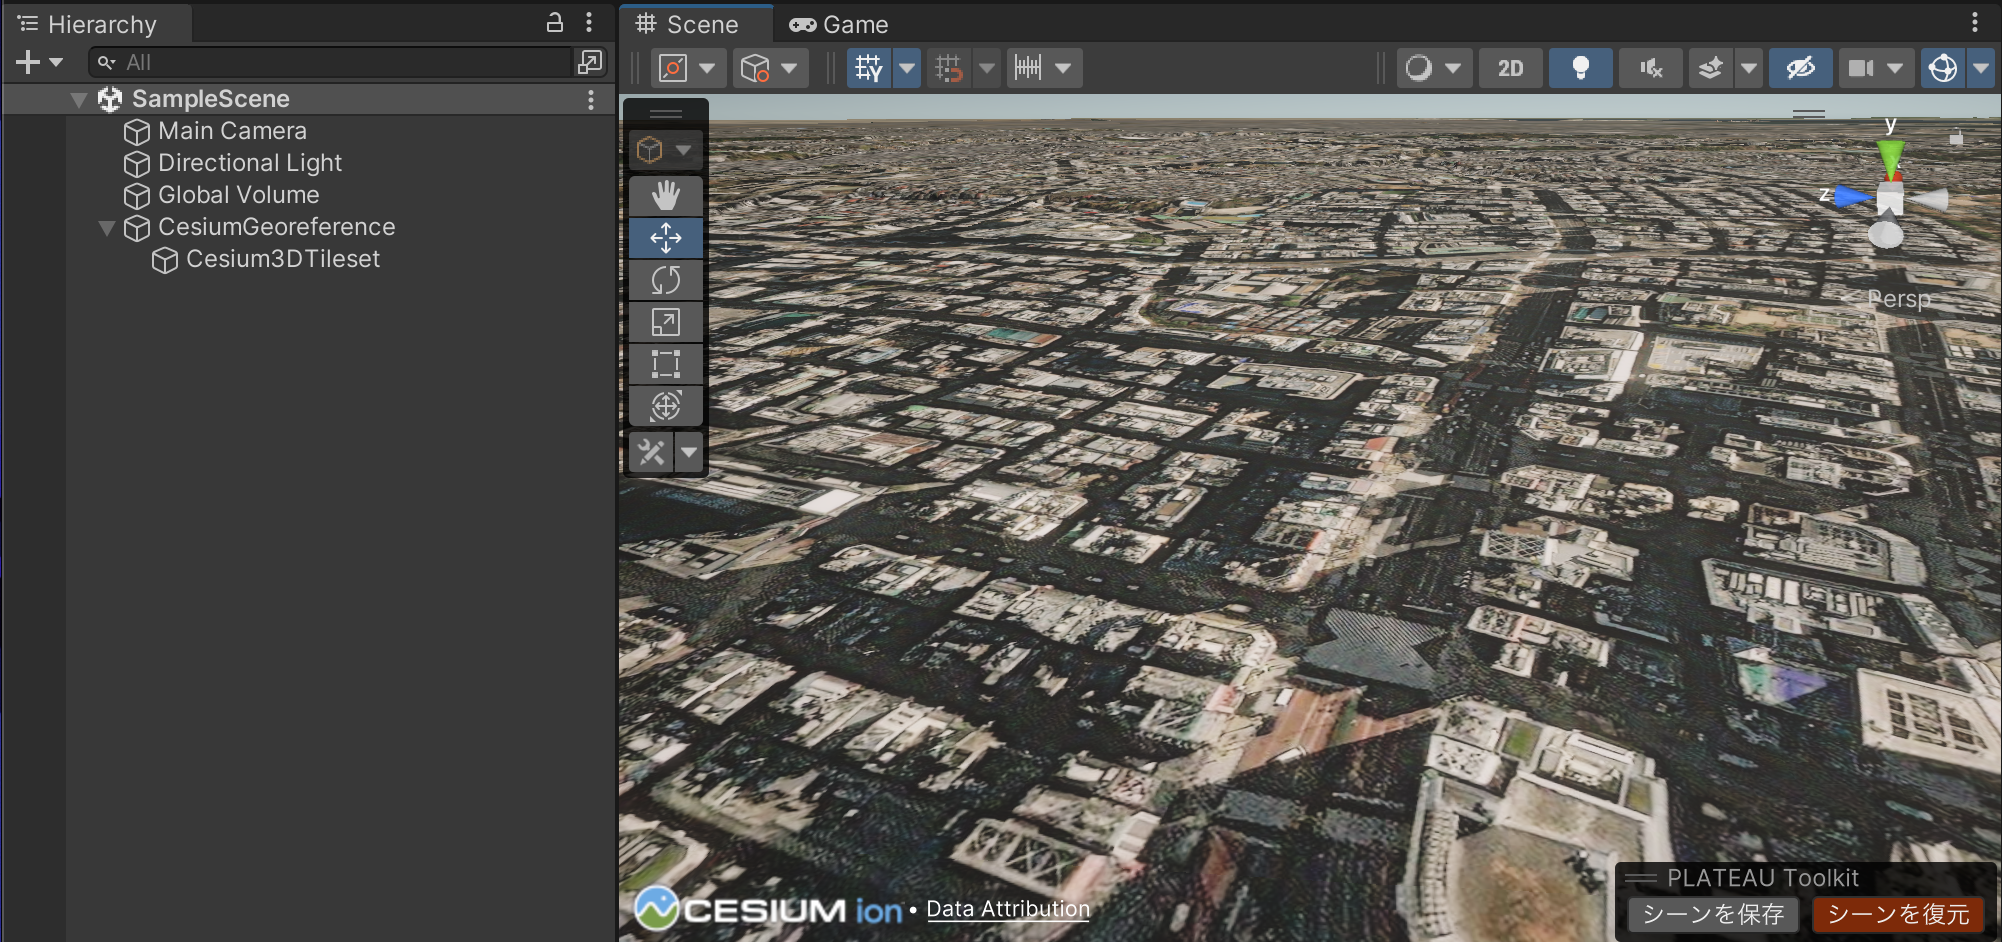 Hierarchy
All
SampleScene
Main Camera
Directional Light
Global Volume
CesiumGeoreference
Cesium3DTileset
Scene
Game
2D
y
z
Persp
CESIUM ion • Data Attribution
PLATEAU Toolkit
シーンを保存
シーンを復元